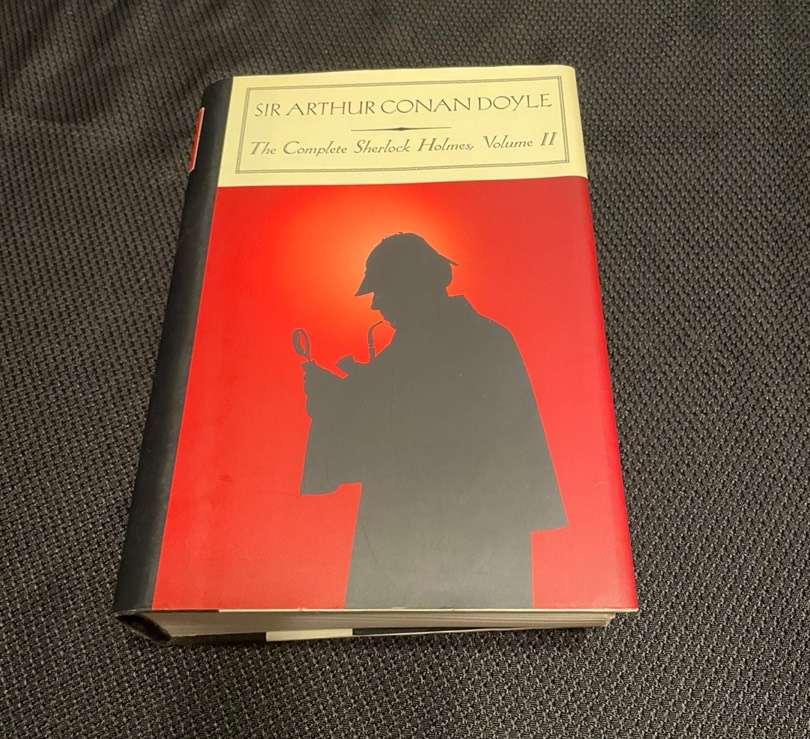 SIR ARTHUR CONAN DOYLE
The Complete Sherlock Holmes, Volume II